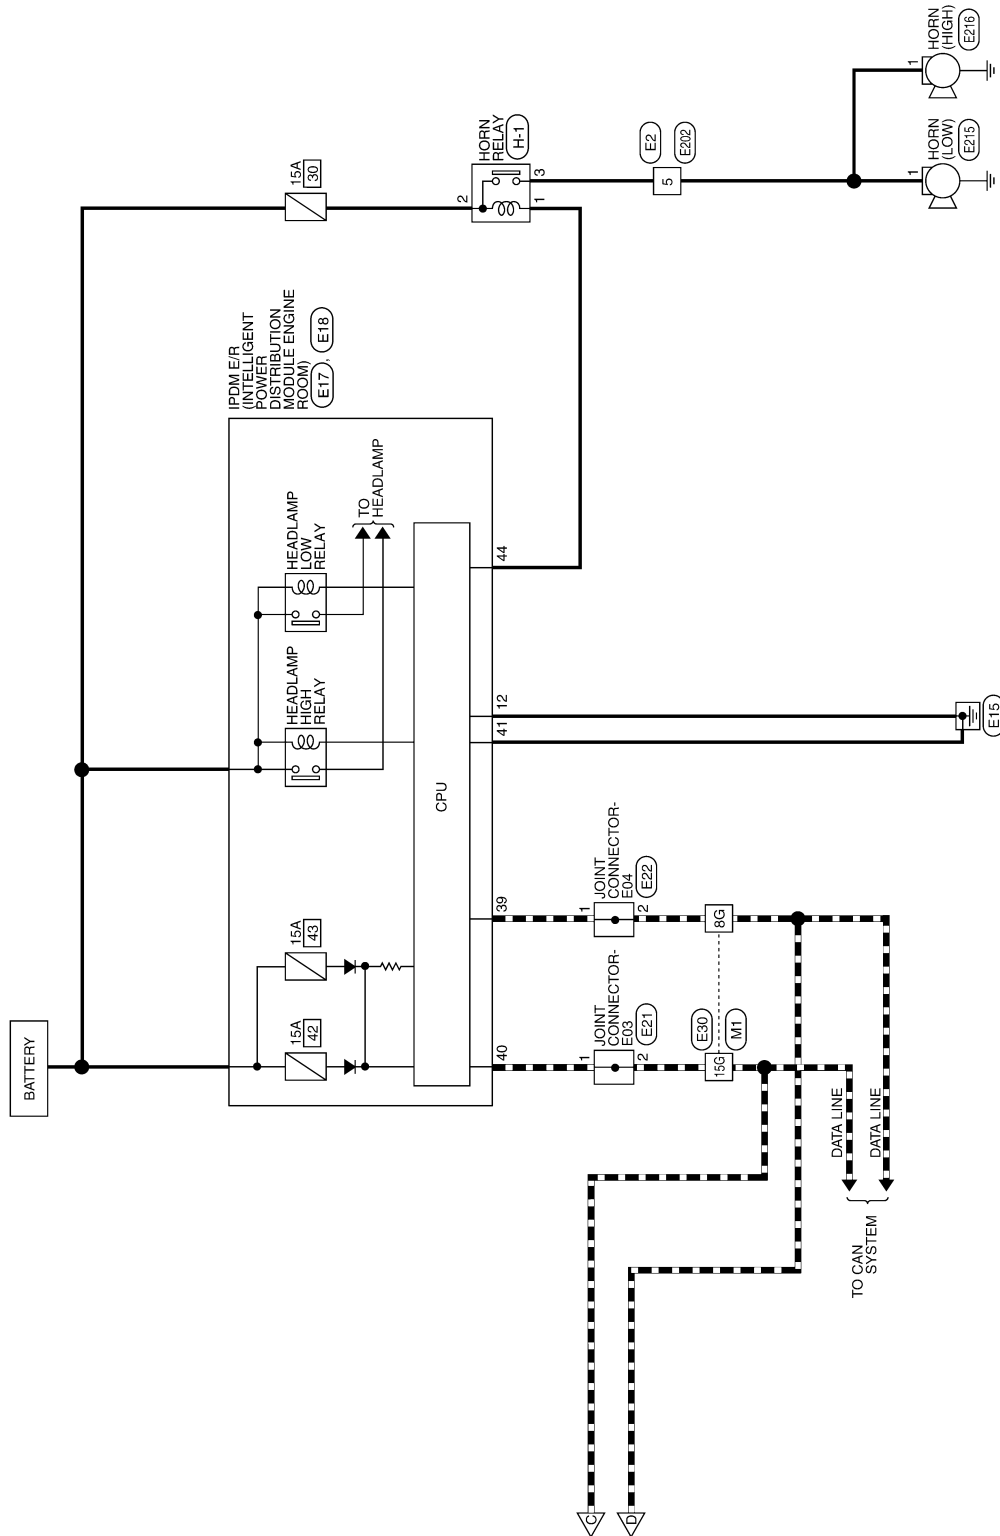 BATTERY
15A
42
15A
43
15A
30
IPDM E/R
(INTELLIGENT
POWER
DISTRIBUTION
MODULE ENGINE
ROOM)
E17 , E18
HEADLAMP
HIGH
RELAY
HEADLAMP
LOW
RELAY
TO
HEADLAMP
CPU
40
39
41
12
44
2
HORN
RELAY
H-1
1
3
JOINT
CONNECTOR-
E03
E21
1
2
JOINT
CONNECTOR-
E04
E22
1
2
E30
M1
15G
8G
E2
E202
5
1
HORN
(LOW)
E215
1
HORN
(HIGH)
E216
E15
DATA LINE
DATA LINE
TO CAN
SYSTEM
C
D